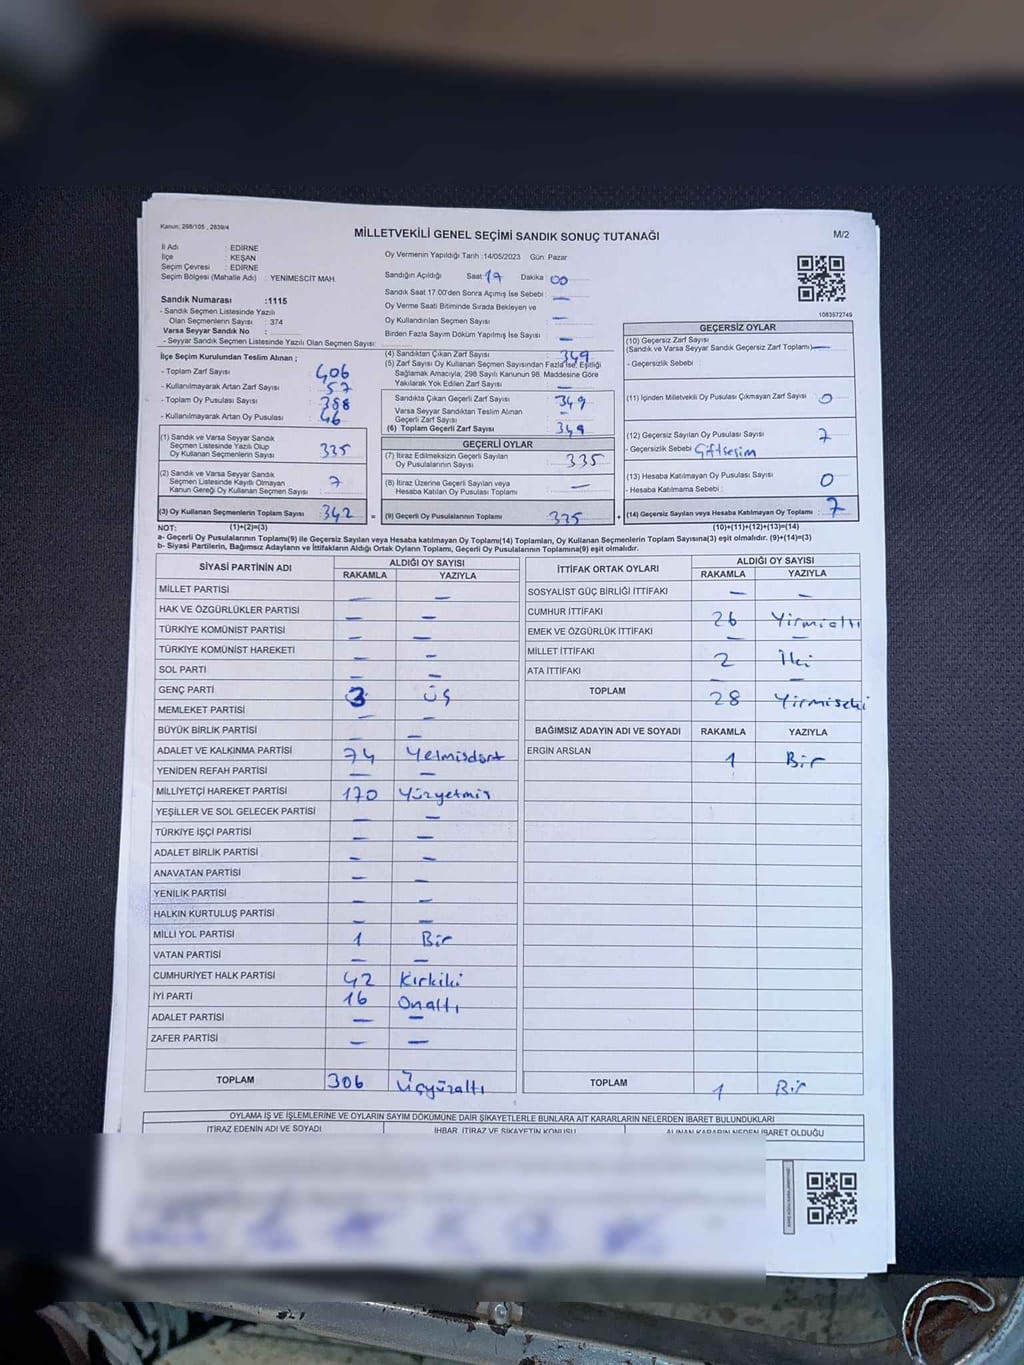 Kanun: 298/105 , 2839/4
MİLLETVEKİLİ GENEL SEÇİMİ SANDIK SONUÇ TUTANAĞI
M/2
İl Adı : EDİRNE
İlçe : KEŞAN
Seçim Çevresi : EDİRNE
Seçim Bölgesi (Mahalle Adı) : YENİMESCİT MAH.
Sandık Numarası :1115
- Sandık Seçmen Listesinde Yazılı
Olan Seçmenlerin Sayısı : 374
Varsa Seyyar Sandık No :
- Seyyar Sandık Seçmen Listesinde Yazılı Olan Seçmen Sayısı:
Oy Vermenin Yapıldığı Tarih :14/05/2023 Gün: Pazar
Sandığın Açıldığı Saat 17 Dakika 00
Sandık Saat 17.00'den Sonra Açılmış İse Sebebi : —
Oy Verme Saati Bitiminde Sırada Bekleyen ve
Oy Kullandırılan Seçmen Sayısı —
Birden Fazla Sayım Döküm Yapılmış İse Sayısı : —
1083572749
İlçe Seçim Kurulundan Teslim Alınan ;
- Toplam Zarf Sayısı : 406
- Kullanılmayarak Artan Zarf Sayısı : 57
- Toplam Oy Pusulası Sayısı : 388
- Kullanılmayarak Artan Oy Pusulası : 46
(1) Sandık ve Varsa Seyyar Sandık
Seçmen Listesinde Yazılı Olup
Oy Kullanan Seçmenlerin Sayısı : 335
(2) Sandık ve Varsa Seyyar Sandık
Seçmen Listesinde Kayıtlı Olmayan
Kanun Gereği Oy Kullanan Seçmen Sayısı : 7
(3) Oy Kullanan Seçmenlerin Toplam Sayısı : 342 =
(4) Sandıktan Çıkan Zarf Sayısı : 349
(5) Zarf Sayısı Oy Kullanan Seçmen Sayısından Fazla İse, Eşitliği
Sağlamak Amacıyla, 298 Sayılı Kanunun 98. Maddesine Göre
Yakılarak Yok Edilen Zarf Sayısı : —
Sandıkta Çıkan Geçerli Zarf Sayısı : 349
Varsa Seyyar Sandıktan Teslim Alınan
Geçerli Zarf Sayısı : —
(6) Toplam Geçerli Zarf Sayısı : 349
GEÇERLİ OYLAR
(7) İtiraz Edilmeksizin Geçerli Sayılan
Oy Pusulalarının Sayısı : 335
(8) İtiraz Üzerine Geçerli Sayılan veya
Hesaba Katılan Oy Pusulası Toplamı : —
(9) Geçerli Oy Pusulalarının Toplamı : 335 +
GEÇERSİZ OYLAR
(10) Geçersiz Zarf Sayısı
(Sandık ve Varsa Seyyar Sandık Geçersiz Zarf Toplamı) —
- Geçersizlik Sebebi :
(11) İçinden Milletvekili Oy Pusulası Çıkmayan Zarf Sayısı : 0
(12) Geçersiz Sayılan Oy Pusulası Sayısı : 7
- Geçersizlik Sebebi : Çiftseçim
(13) Hesaba Katılmayan Oy Pusulası Sayısı : 0
- Hesaba Katılmama Sebebi :
(14) Geçersiz Sayılan veya Hesaba Katılmayan Oy Toplamı : 7
NOT: (1)+(2)=(3) (10)+(11)+(12)+(13)=(14)
a- Geçerli Oy Pusulalarının Toplamı(9) ile Geçersiz Sayılan veya Hesaba katılmayan Oy Toplamı(14) Toplamları, Oy Kullanan Seçmenlerin Toplam Sayısına(3) eşit olmalıdır. (9)+(14)=(3)
b- Siyasi Partilerin, Bağımsız Adayların ve İttifakların Aldığı Ortak Oyların Toplamı, Geçerli Oy Pusulalarının Toplamına(9) eşit olmalıdır.
SİYASİ PARTİNİN ADI ALDIĞI OY SAYISI
RAKAMLA YAZIYLA
MİLLET PARTİSİ — —
HAK VE ÖZGÜRLÜKLER PARTİSİ — —
TÜRKİYE KOMÜNİST PARTİSİ — —
TÜRKİYE KOMÜNİST HAREKETİ — —
SOL PARTİ — —
GENÇ PARTİ 3 üş
MEMLEKET PARTİSİ — —
BÜYÜK BİRLİK PARTİSİ — —
ADALET VE KALKINMA PARTİSİ 74 Yetmişdört
YENİDEN REFAH PARTİSİ — —
MİLLİYETÇİ HAREKET PARTİSİ 170 Yüzyetmiş
YEŞİLLER VE SOL GELECEK PARTİSİ — —
TÜRKİYE İŞÇİ PARTİSİ — —
ADALET BİRLİK PARTİSİ — —
ANAVATAN PARTİSİ — —
YENİLİK PARTİSİ — —
HALKIN KURTULUŞ PARTİSİ — —
MİLLİ YOL PARTİSİ 1 Bir
VATAN PARTİSİ — —
CUMHURİYET HALK PARTİSİ 42 Kırkiki
İYİ PARTİ 16 Onaltı
ADALET PARTİSİ — —
ZAFER PARTİSİ — —
TOPLAM 306 Üçyüzaltı
İTTİFAK ORTAK OYLARI ALDIĞI OY SAYISI
RAKAMLA YAZIYLA
SOSYALİST GÜÇ BİRLİĞİ İTTİFAKI — —
CUMHUR İTTİFAKI 26 Yirmialtı
EMEK VE ÖZGÜRLÜK İTTİFAKI — —
MİLLET İTTİFAKI 2 İki
ATA İTTİFAKI — —
TOPLAM 28 Yirmiseki
BAĞIMSIZ ADAYIN ADI VE SOYADI RAKAMLA YAZIYLA
ERGİN ARSLAN 1 Bir
TOPLAM 1 Bir
OYLAMA İŞ VE İŞLEMLERİNE VE OYLARIN SAYIM DÖKÜMÜNE DAİR ŞİKAYETLERLE BUNLARA AİT KARARLARIN NELERDEN İBARET BULUNDUKLARI
İTİRAZ EDENİN ADI VE SOYADI İHBAR, İTİRAZ VE ŞİKAYETİN KONUSU ALINAN KARARIN NEDEN İBARET OLDUĞU